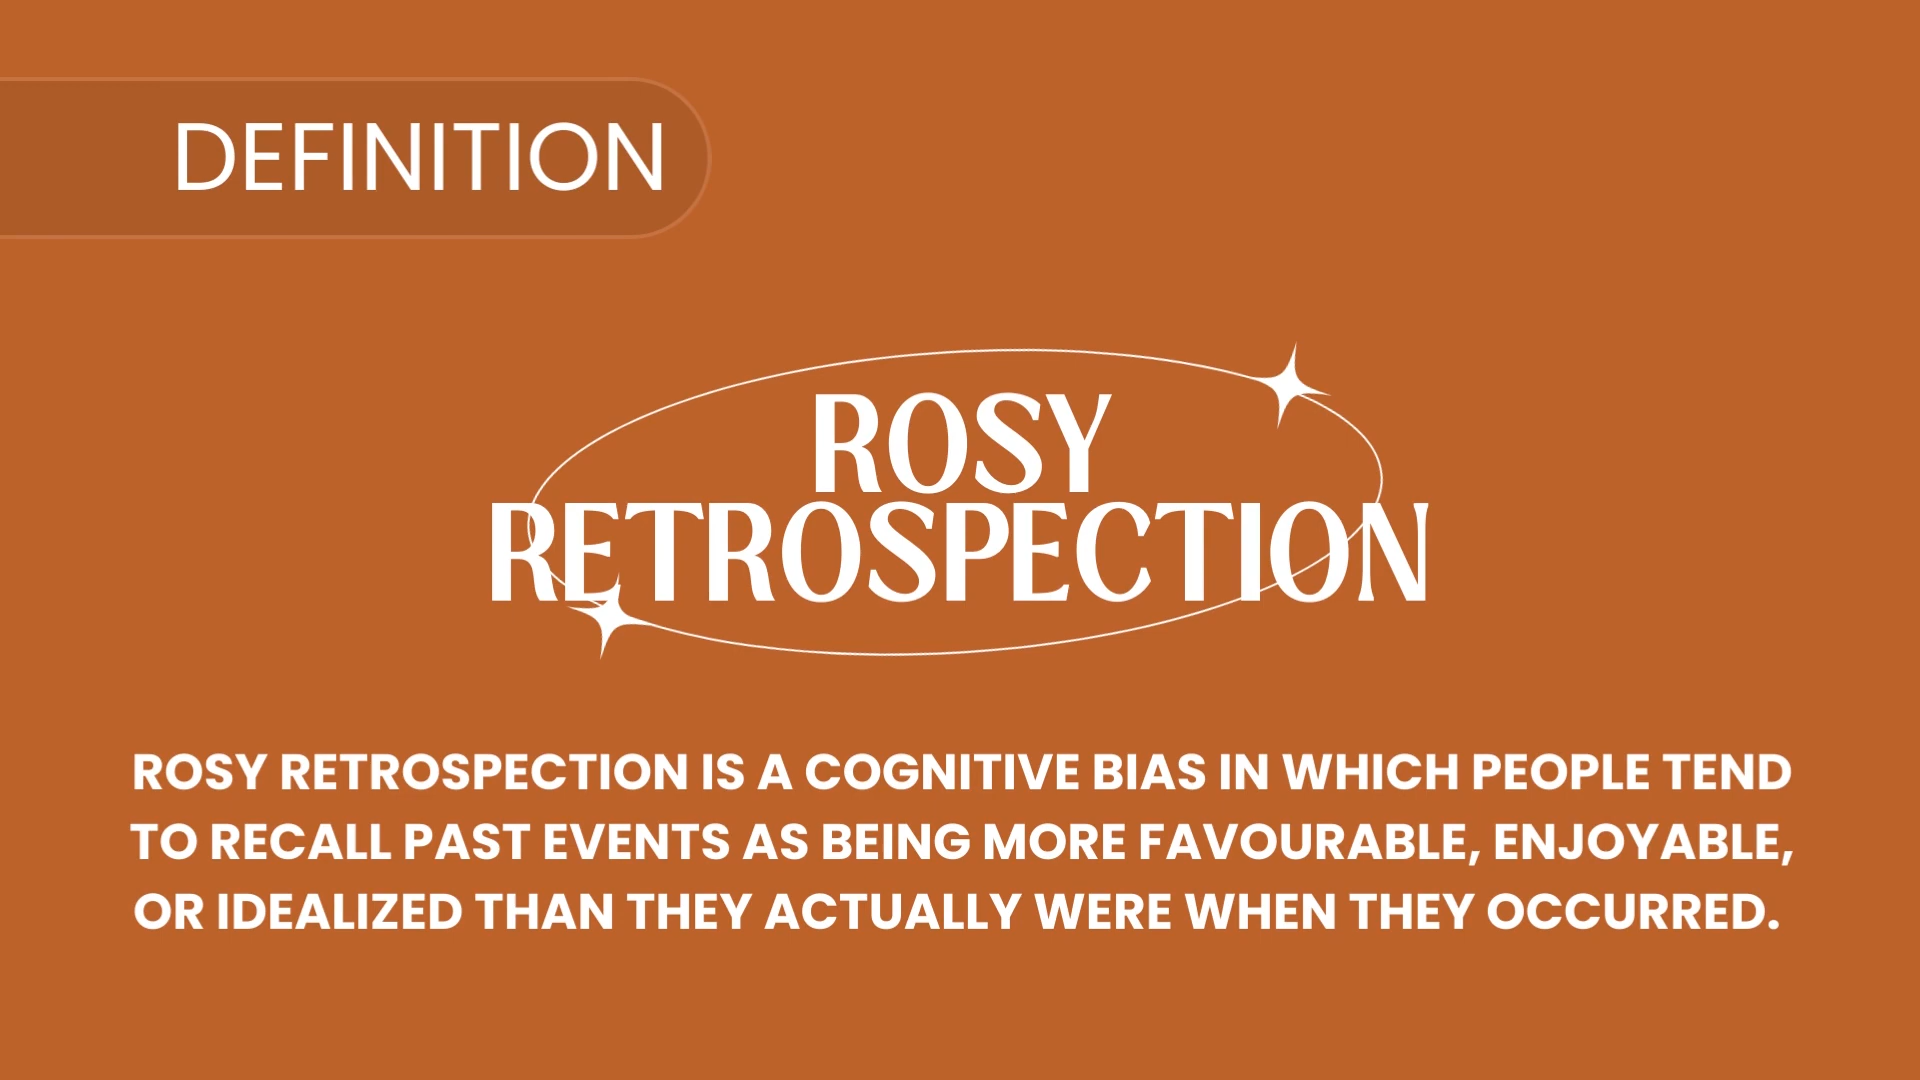 DEFINITION
ROSY
RETROSPECTION
ROSY RETROSPECTION IS A COGNITIVE BIAS IN WHICH PEOPLE TEND
TO RECALL PAST EVENTS AS BEING MORE FAVOURABLE, ENJOYABLE,
OR IDEALIZED THAN THEY ACTUALLY WERE WHEN THEY OCCURRED.